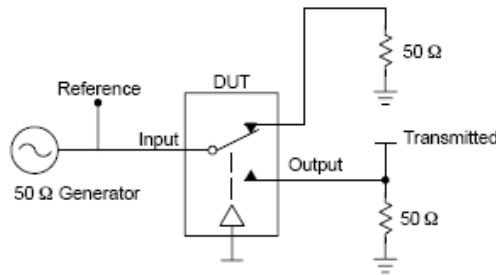 50 Ω
DUT
Reference
Input
Transmitted
Output
50 Ω Generator
50 Ω